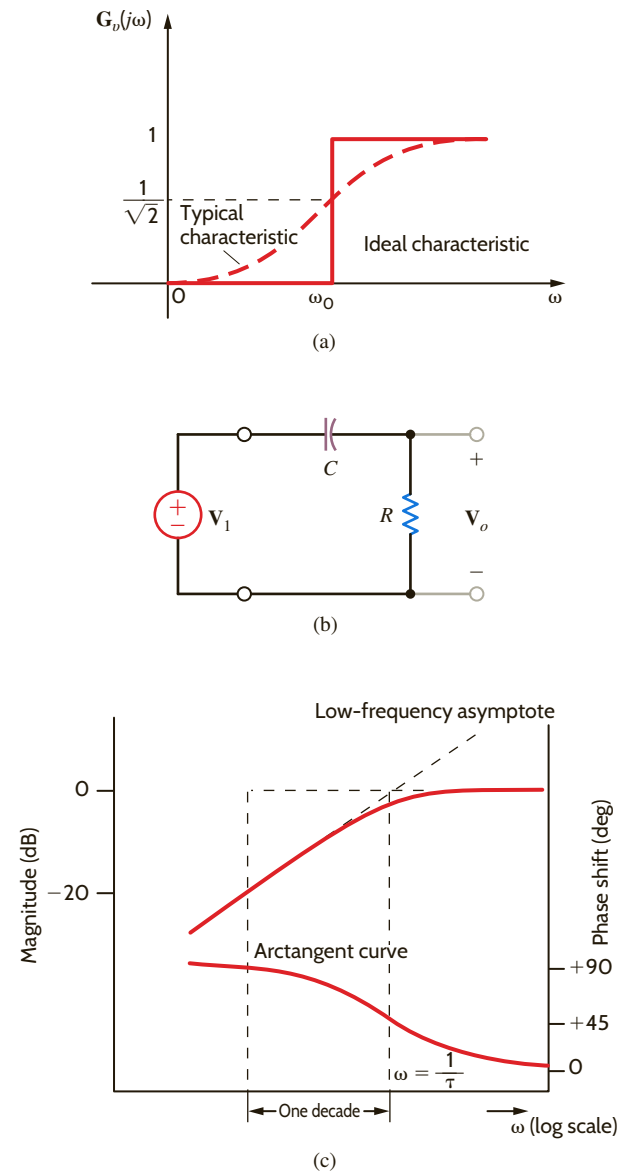 G_v(jω)
1
1/√2
Typical
characteristic
Ideal characteristic
0
ω_0
ω
(a)
C
+
+
−
V_1
R
V_o
−
(b)
Low-frequency asymptote
0
−20
Magnitude (dB)
Phase shift (deg)
Arctangent curve
+90
+45
0
ω = 1/τ
One decade
ω (log scale)
(c)